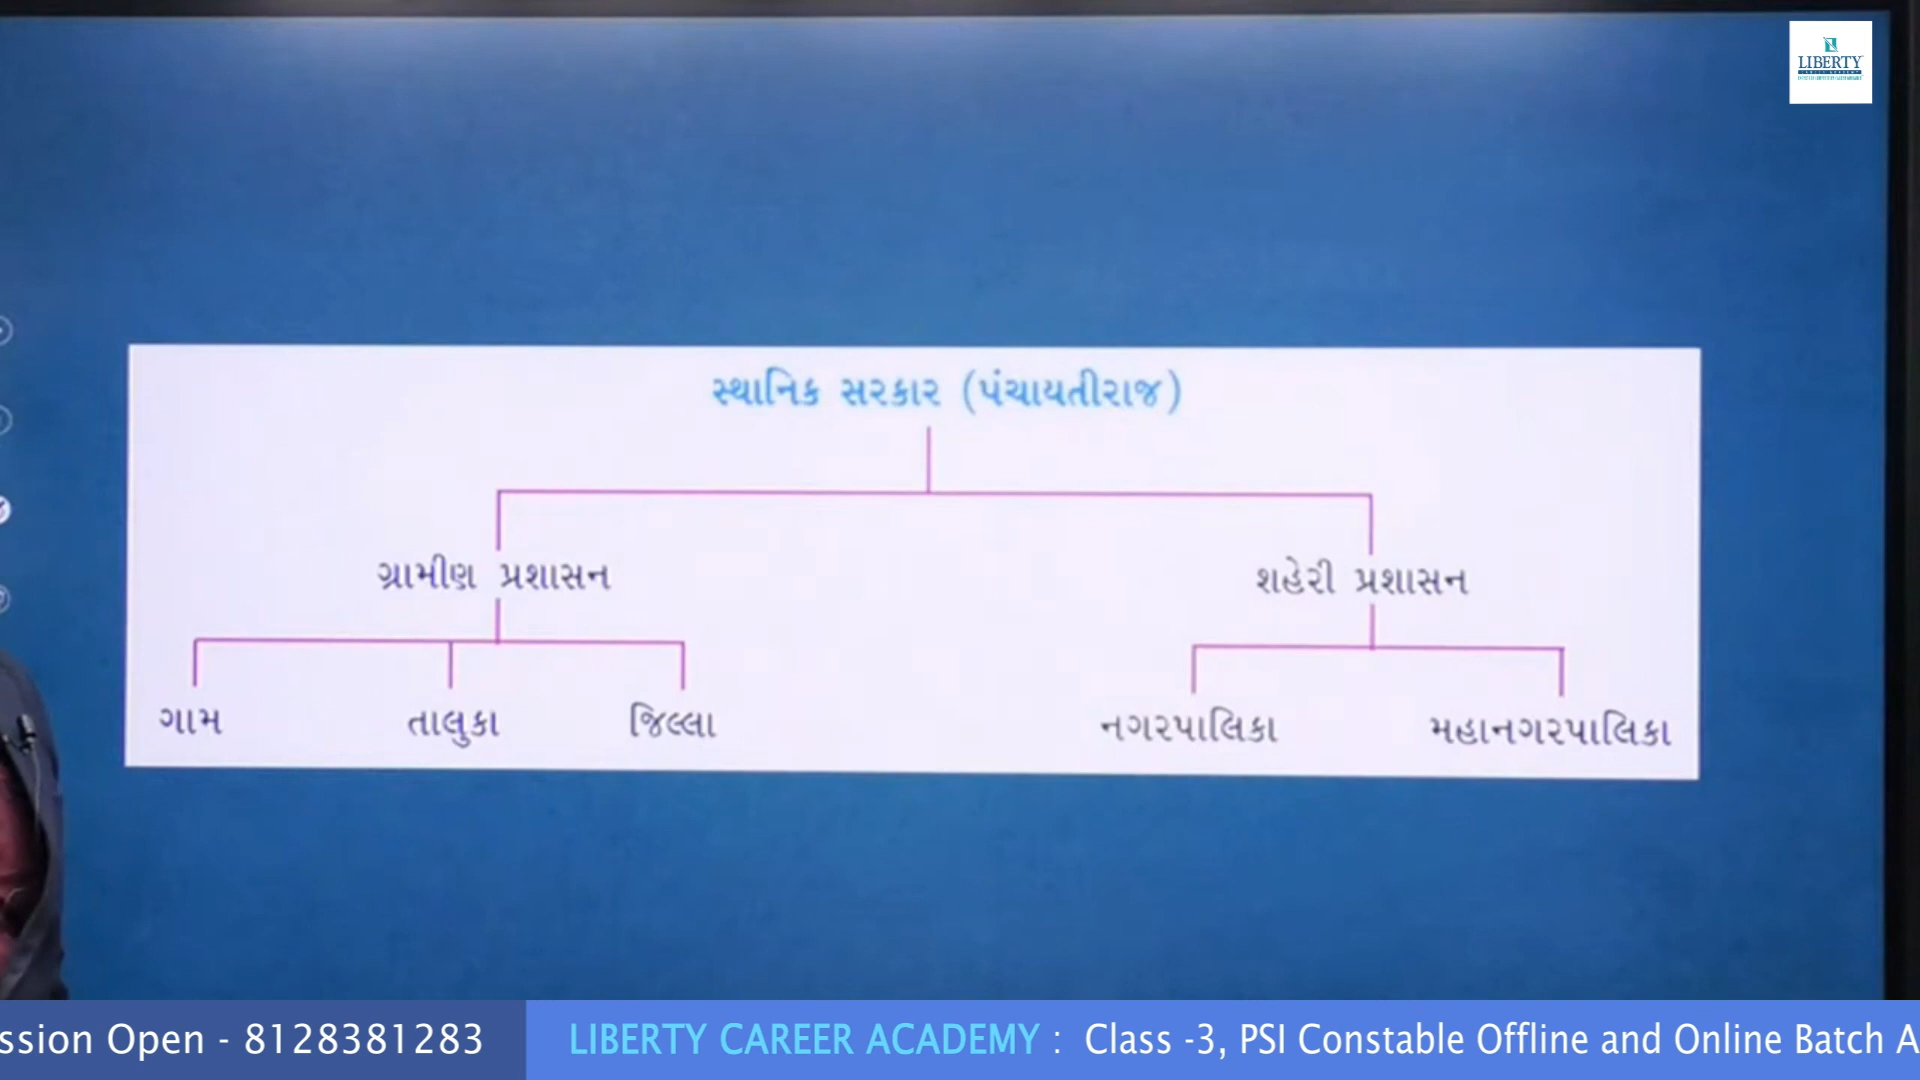 LIBERTY
સ્થાનિક સરકાર (પંચાયતીરાજ)
ગ્રામીણ પ્રશાસન
શહેરી પ્રશાસન
ગામ
તાલુકા
જિલ્લા
નગરપાલિકા
મહાનગરપાલિકા
ssion Open - 8128381283
LIBERTY CAREER ACADEMY : Class -3, PSI Constable Offline and Online Batch A